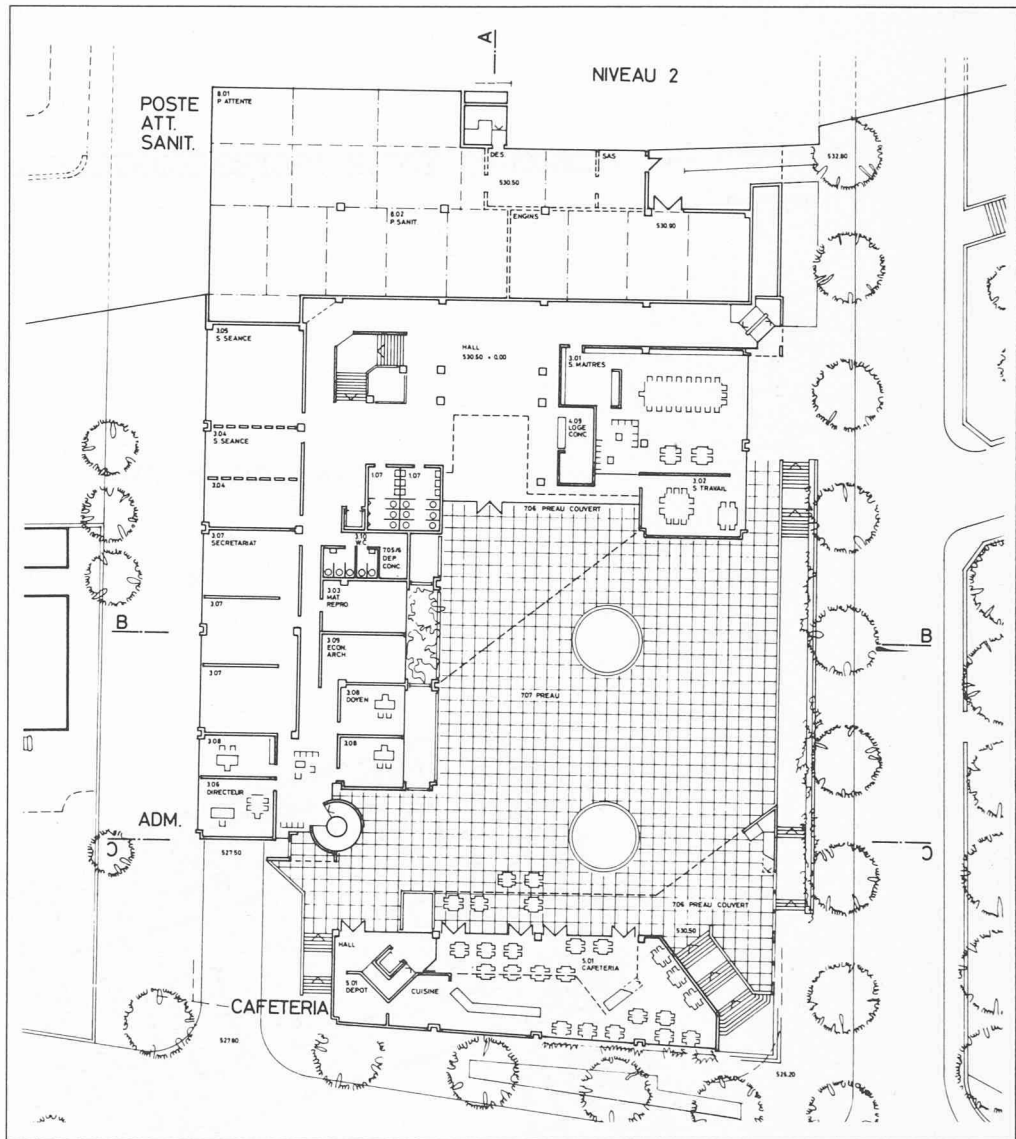 A
NIVEAU 2
POSTE
ATT.
SANIT.
8.01
P ATTENTE
DES.
SAS
530.50
532.80
8.02
P SANIT.
ENGINS
530.90
3.05
S SEANCE
HALL
530.50 = 0.00
3.01
S. MAITRES
3.04
S SEANCE
4.09
LOGE
CONC
3.04
1.07
1.07
3.02
S TRAVAIL
706 PREAU COUVERT
3.07
SECRETARIAT
3.10
W.C.
705/6
DEP
CONC
3.03
MAT
REPRO
3.07
B
B
3.09
ECON.
ARCH
3.07
3.08
DOYEN
707 PREAU
3.08
3.08
3.06
DIRECTEUR
ADM.
C
C
527.50
706 PREAU COUVERT
530.50
HALL
5.01
CAFETERIA
5.01
DEPOT
CUISINE
CAFETERIA
527.80
526.20